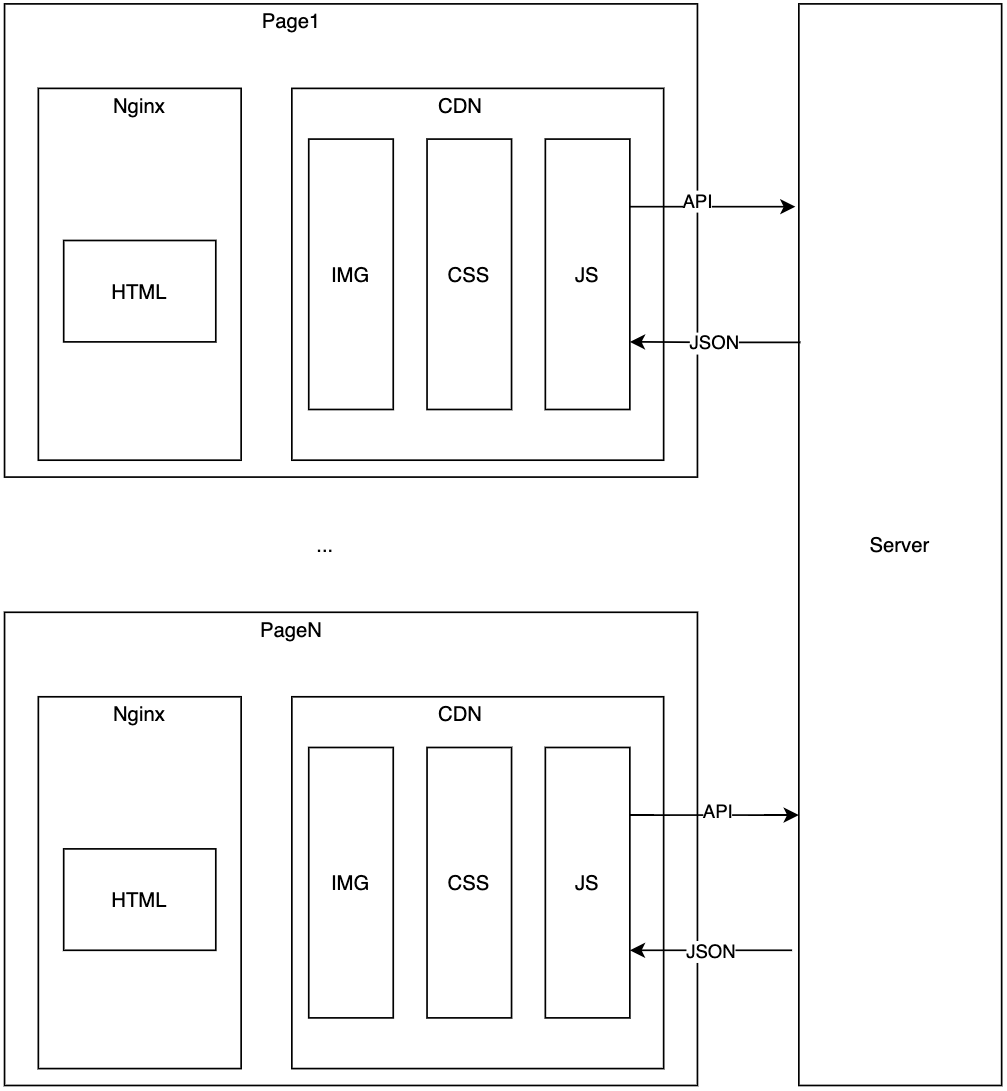 Page1
Nginx
CDN
HTML
IMG
CSS
JS
API
JSON
...
Server
PageN
Nginx
CDN
HTML
IMG
CSS
JS
API
JSON